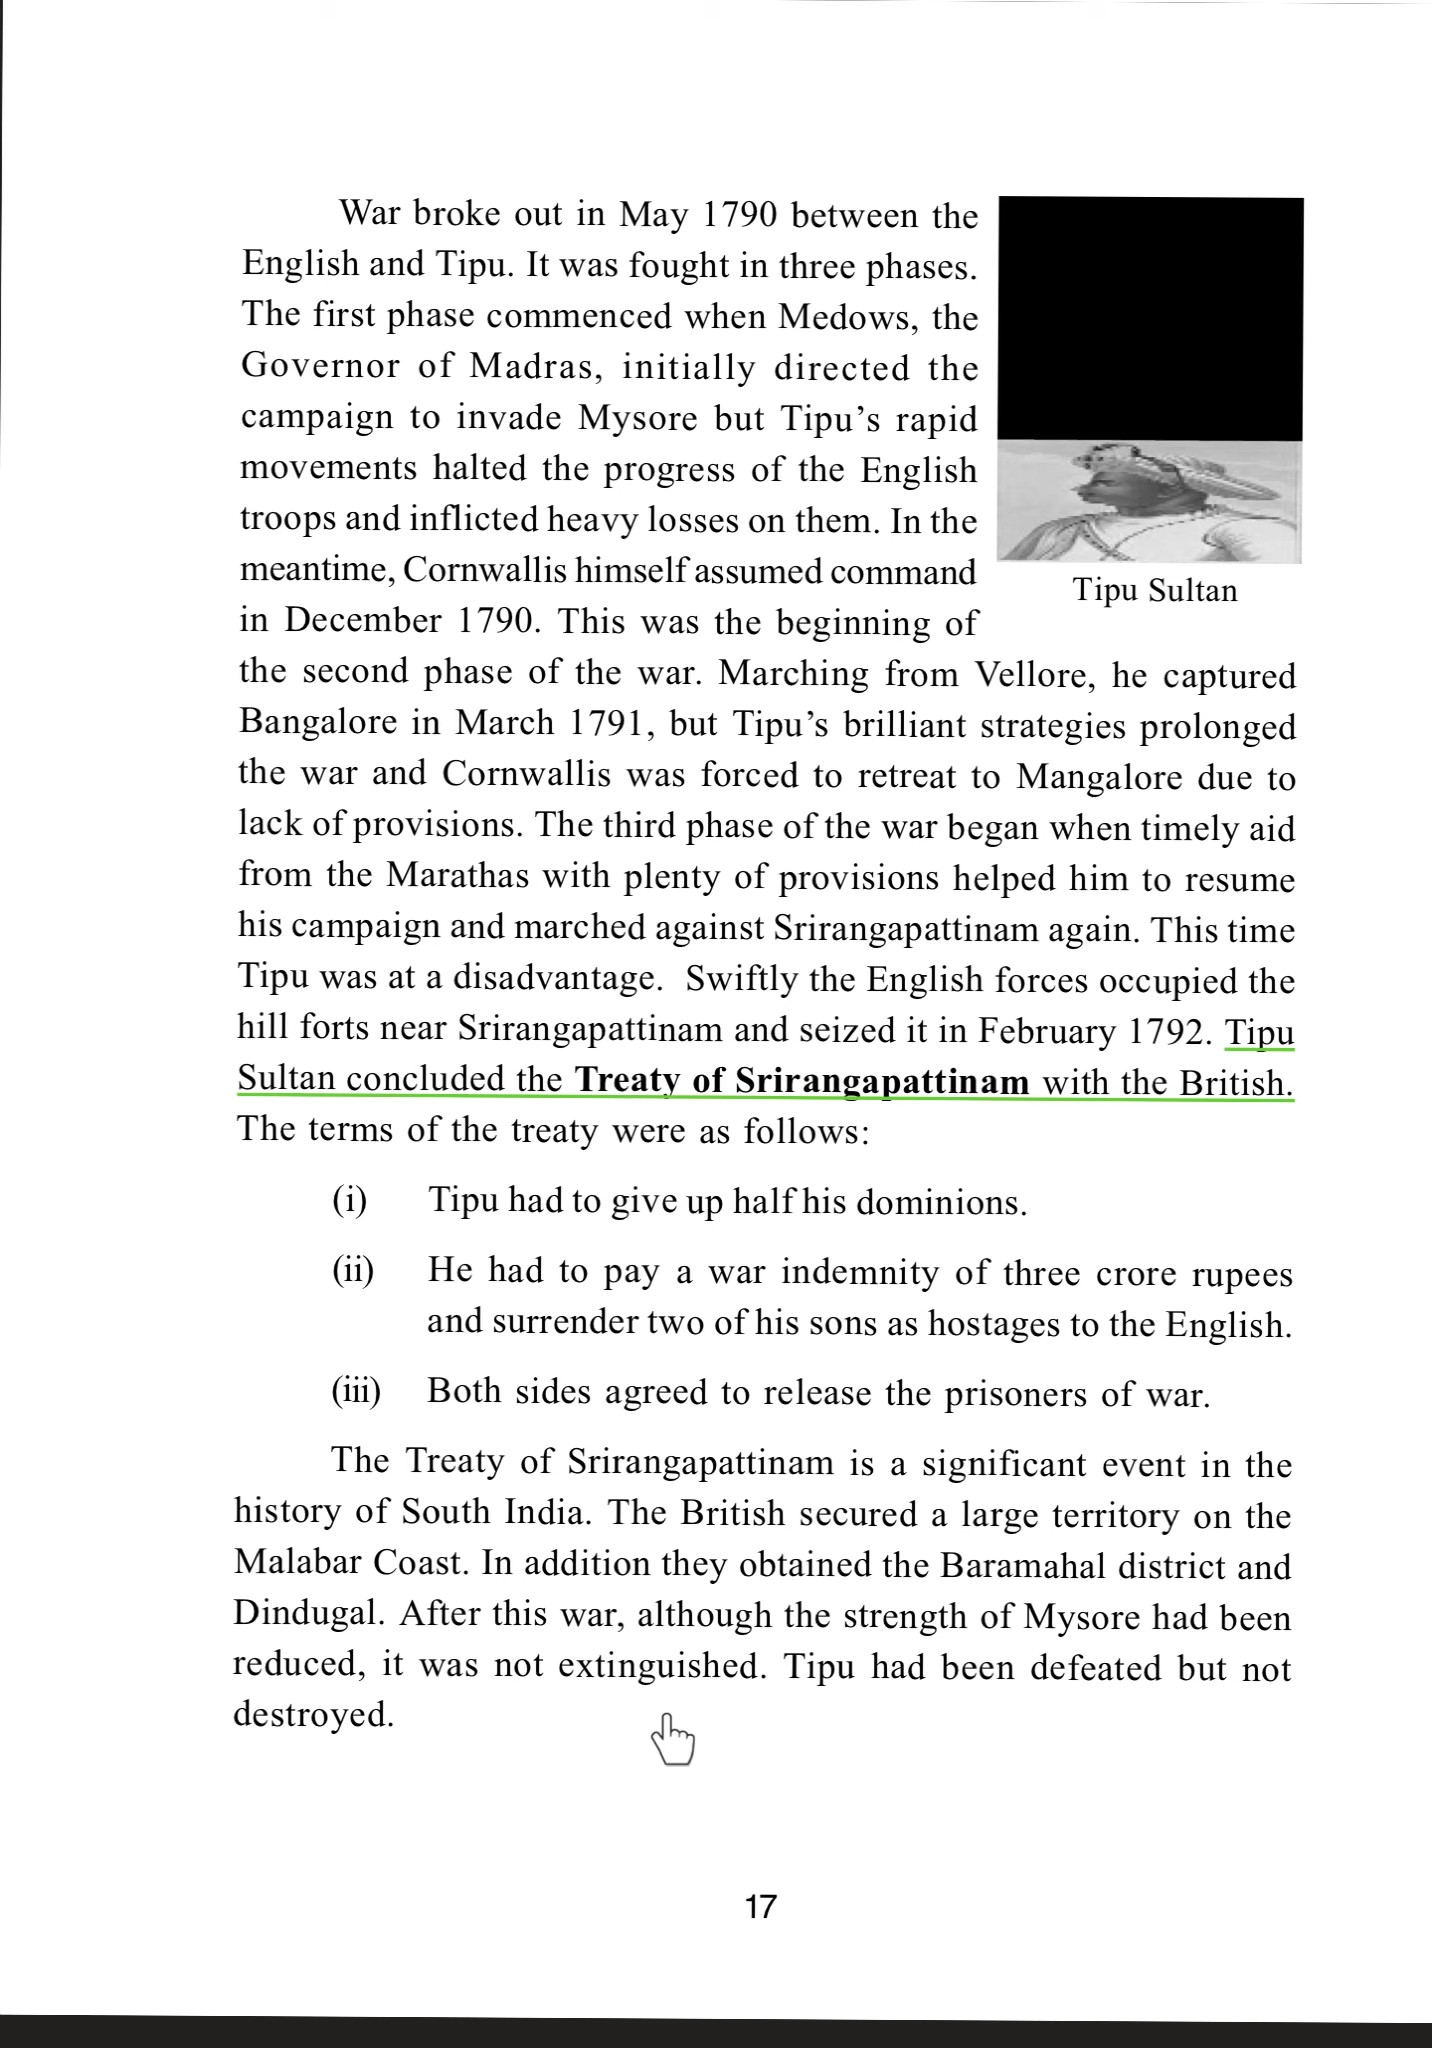 War broke out in May 1790 between the
English and Tipu. It was fought in three phases.
The first phase commenced when Medows, the
Governor of Madras, initially directed the
campaign to invade Mysore but Tipu’s rapid
movements halted the progress of the English
troops and inflicted heavy losses on them. In the
meantime, Cornwallis himself assumed command
in December 1790. This was the beginning of
Tipu Sultan
the second phase of the war. Marching from Vellore, he captured
Bangalore in March 1791, but Tipu’s brilliant strategies prolonged
the war and Cornwallis was forced to retreat to Mangalore due to
lack of provisions. The third phase of the war began when timely aid
from the Marathas with plenty of provisions helped him to resume
his campaign and marched against Srirangapattinam again. This time
Tipu was at a disadvantage. Swiftly the English forces occupied the
hill forts near Srirangapattinam and seized it in February 1792. Tipu
Sultan concluded the Treaty of Srirangapattinam with the British.
The terms of the treaty were as follows:
(i) Tipu had to give up half his dominions.
(ii) He had to pay a war indemnity of three crore rupees
and surrender two of his sons as hostages to the English.
(iii) Both sides agreed to release the prisoners of war.
The Treaty of Srirangapattinam is a significant event in the
history of South India. The British secured a large territory on the
Malabar Coast. In addition they obtained the Baramahal district and
Dindugal. After this war, although the strength of Mysore had been
reduced, it was not extinguished. Tipu had been defeated but not
destroyed.
17